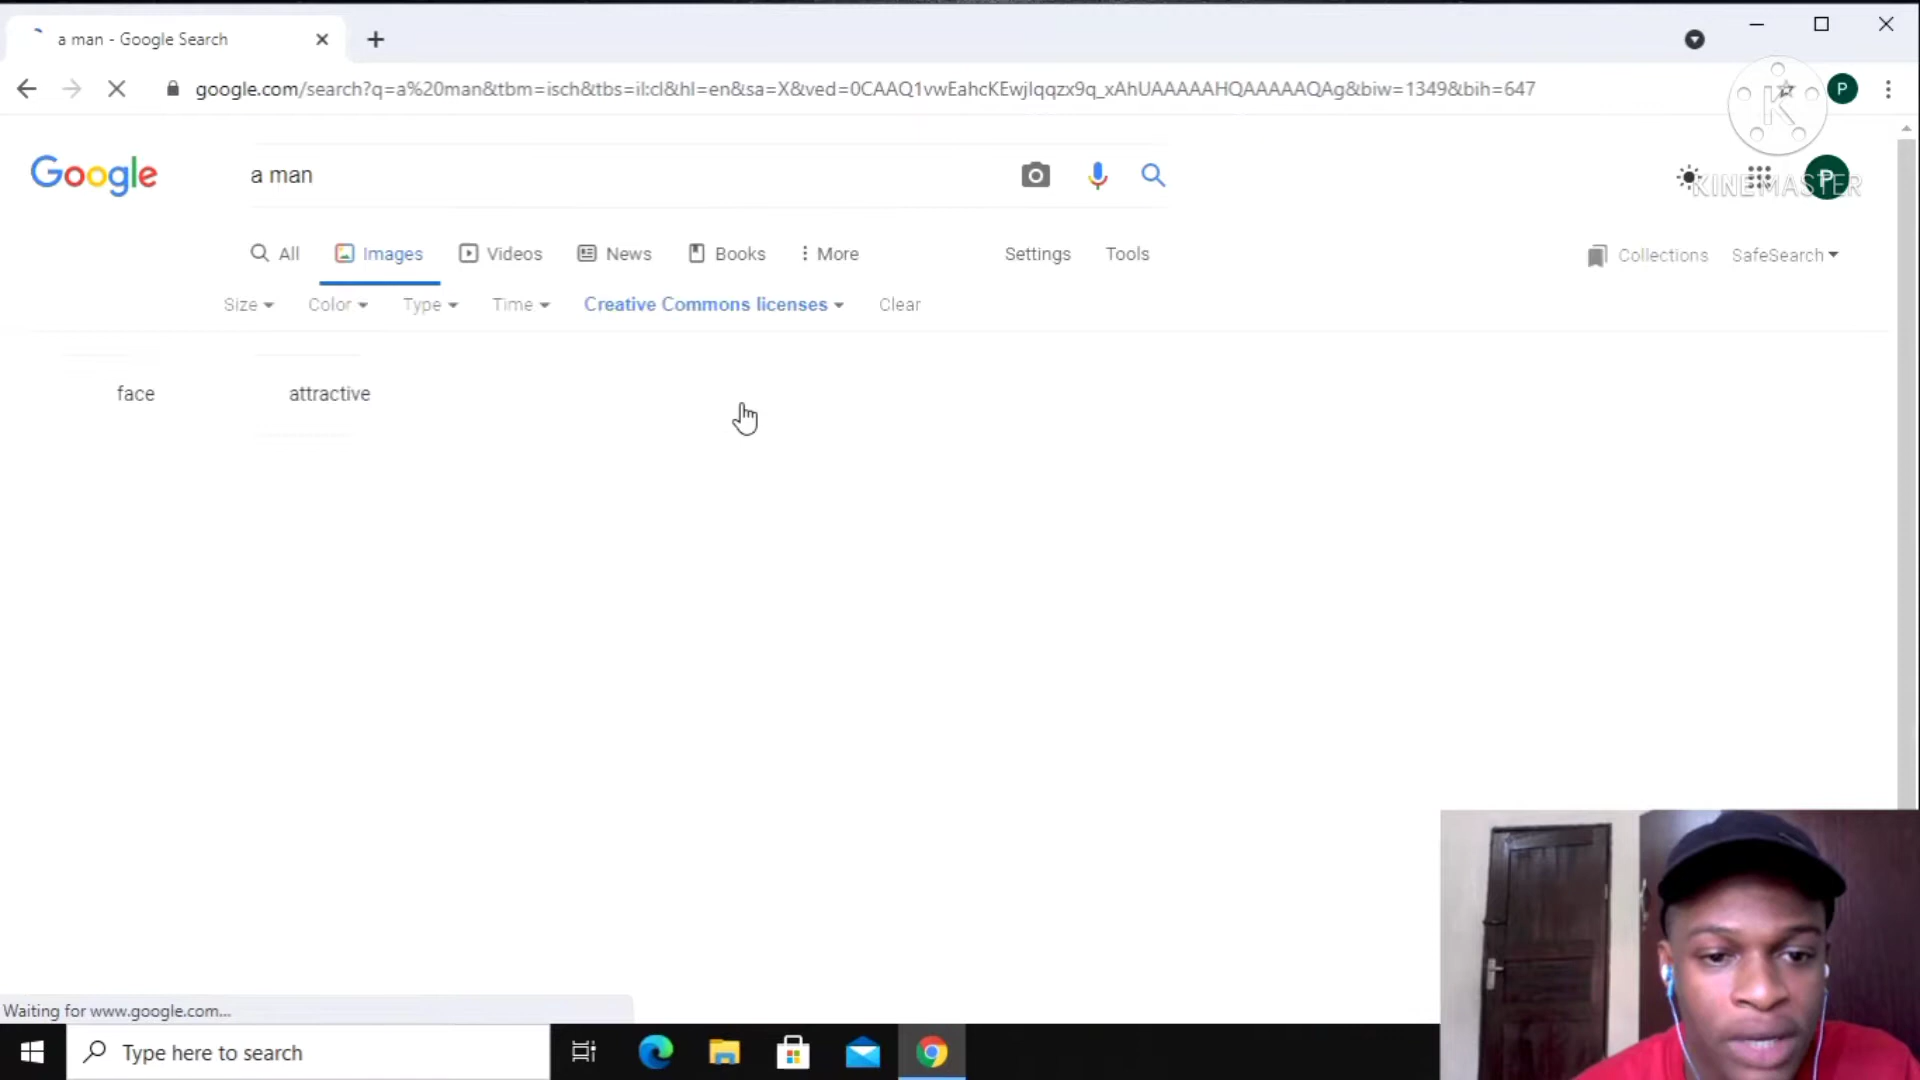 a man - Google Search
google.com/search?q=a%20man&tbm=isch&tbs=il:cl&hl=en&sa=X&ved=0CAAQ1vwEahcKEwjIqqzx9q_xAhUAAAAAHQAAAAAQAg&biw=1349&bih=647
P
K
Google
a man
KINEMASTER
P
All Images Videos News Books More Settings Tools Collections SafeSearch
Size Color Type Time Creative Commons licenses Clear
face attractive
Waiting for www.google.com...
Type here to search